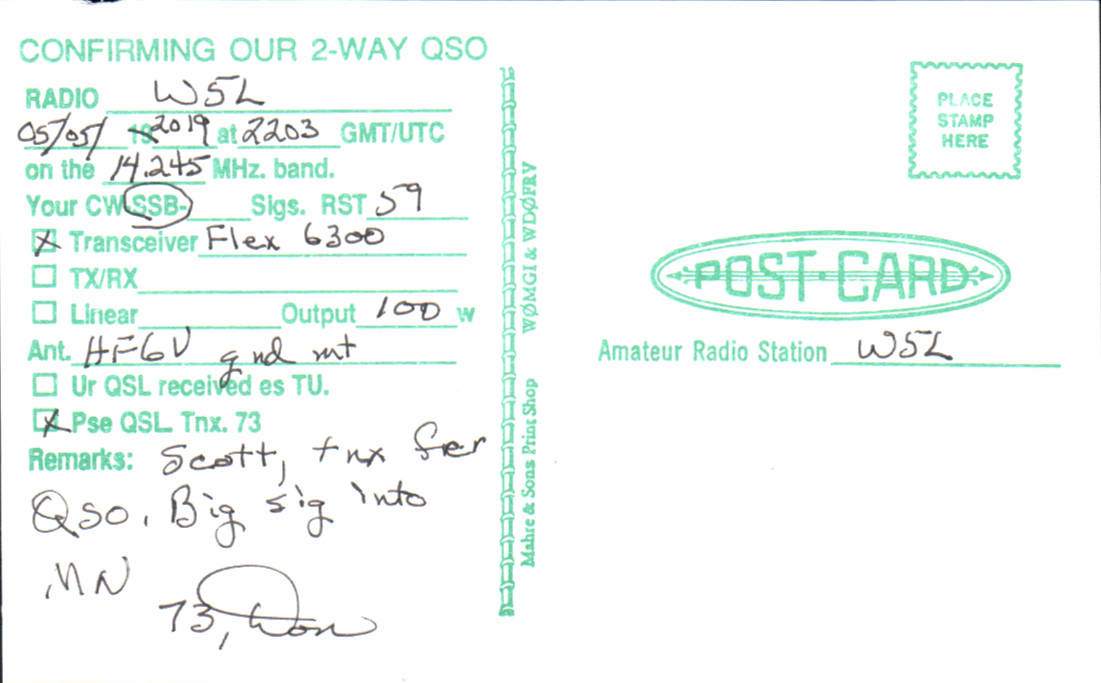 CONFIRMING OUR 2-WAY QSO
RADIO W5L
05/05/ 19 2019 at 2203 GMT/UTC
on the 14.245 MHz. band.
Your CW-SSB- Sigs. RST 59
X Transceiver Flex 6300
TX/RX
Linear Output 100 w
Ant. HF6V gnd mt
Ur QSL received es TU.
X Pse QSL Tnx. 73
Remarks: Scott, tnx fer
QSO. Big sig into
MN
73, Don
Mahre & Sons Print Shop WØMGI & WDØFRV
PLACE
STAMP
HERE
POST-CARD
Amateur Radio Station W5L